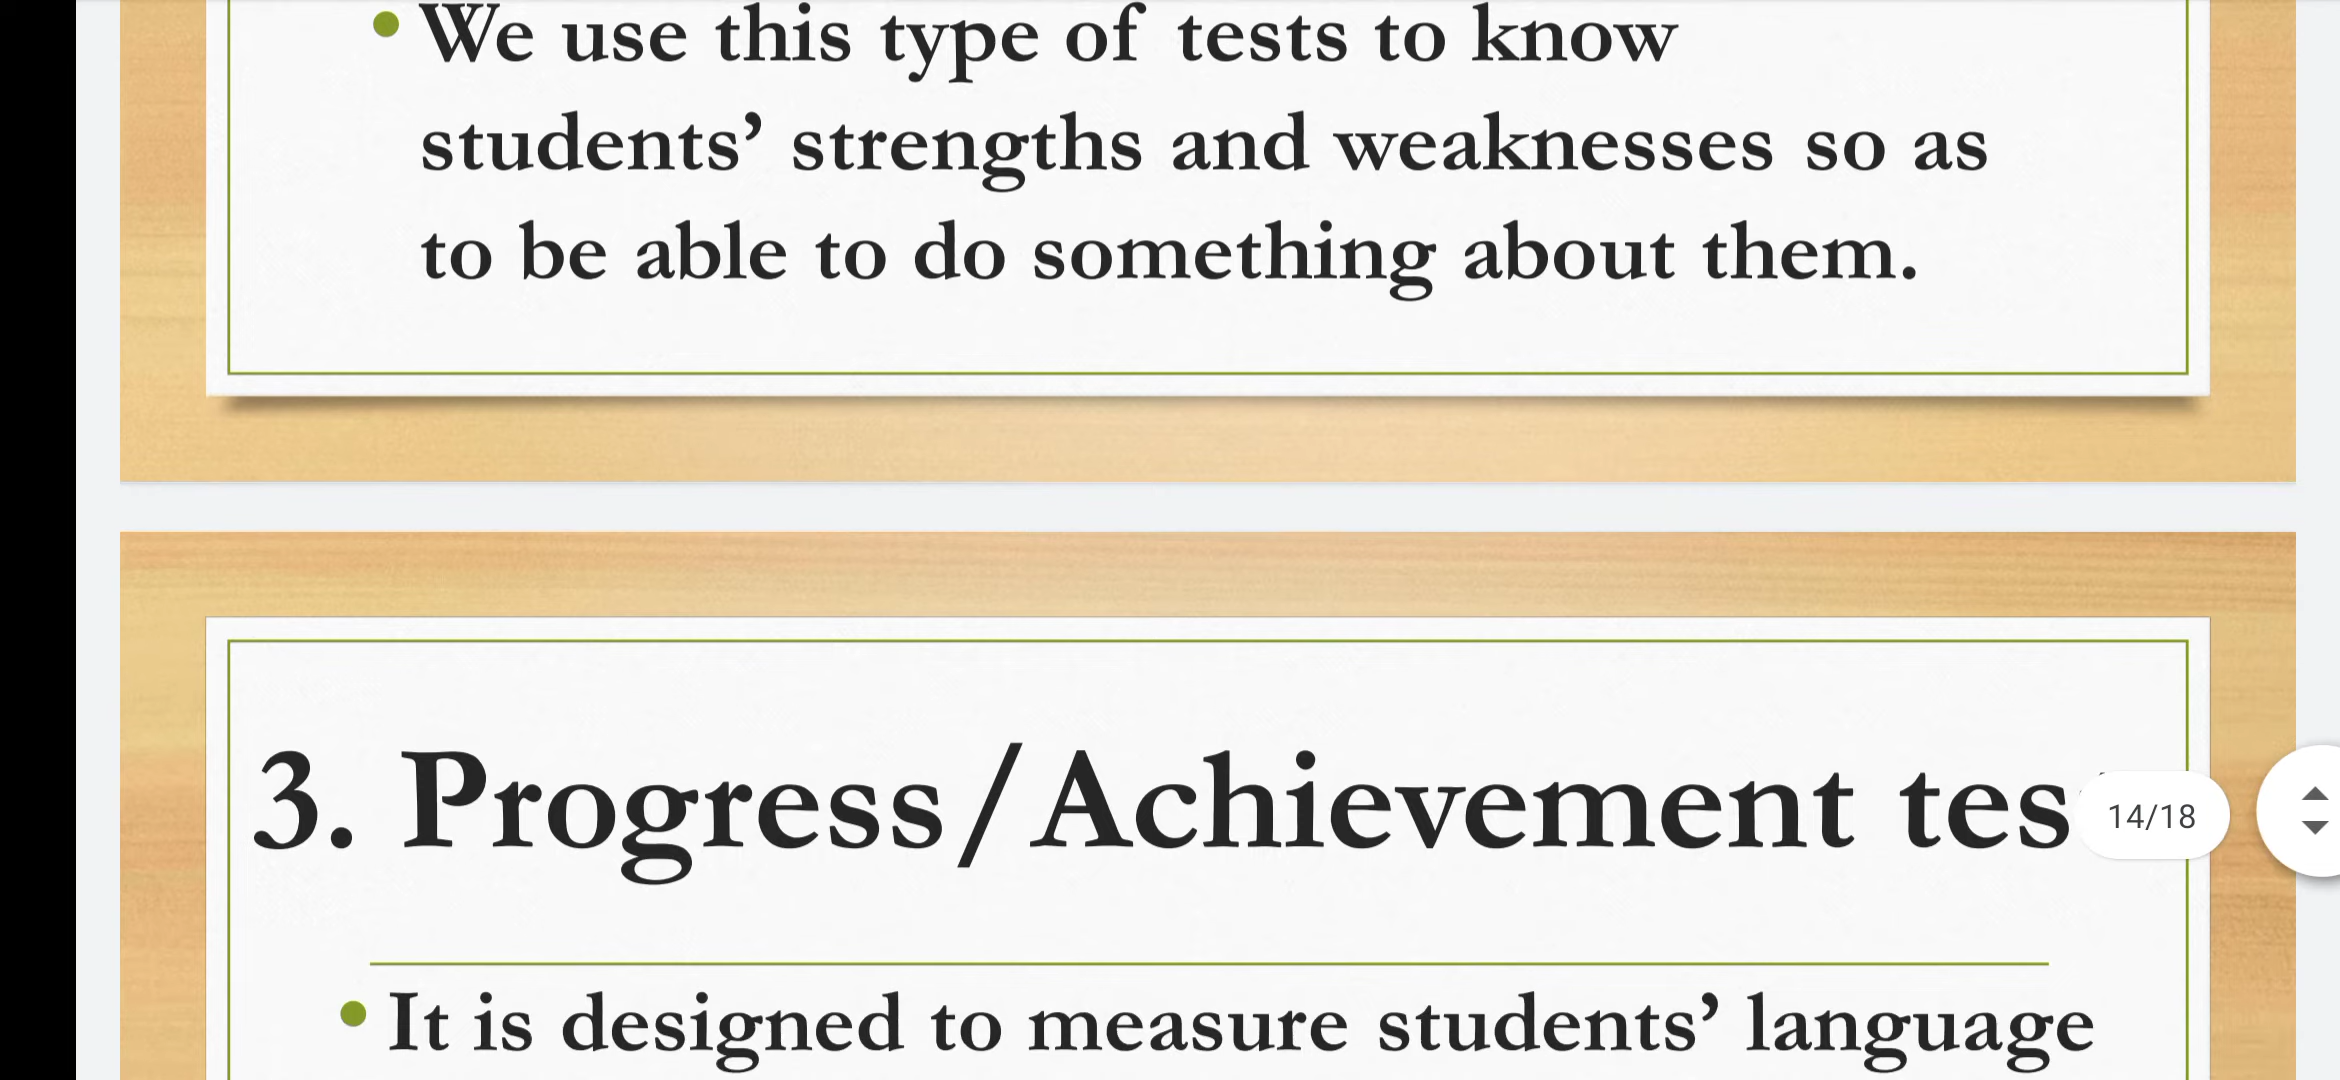 • We use this type of tests to know
students’ strengths and weaknesses so as
to be able to do something about them.
3. Progress/Achievement tes
14/18
• It is designed to measure students’ language